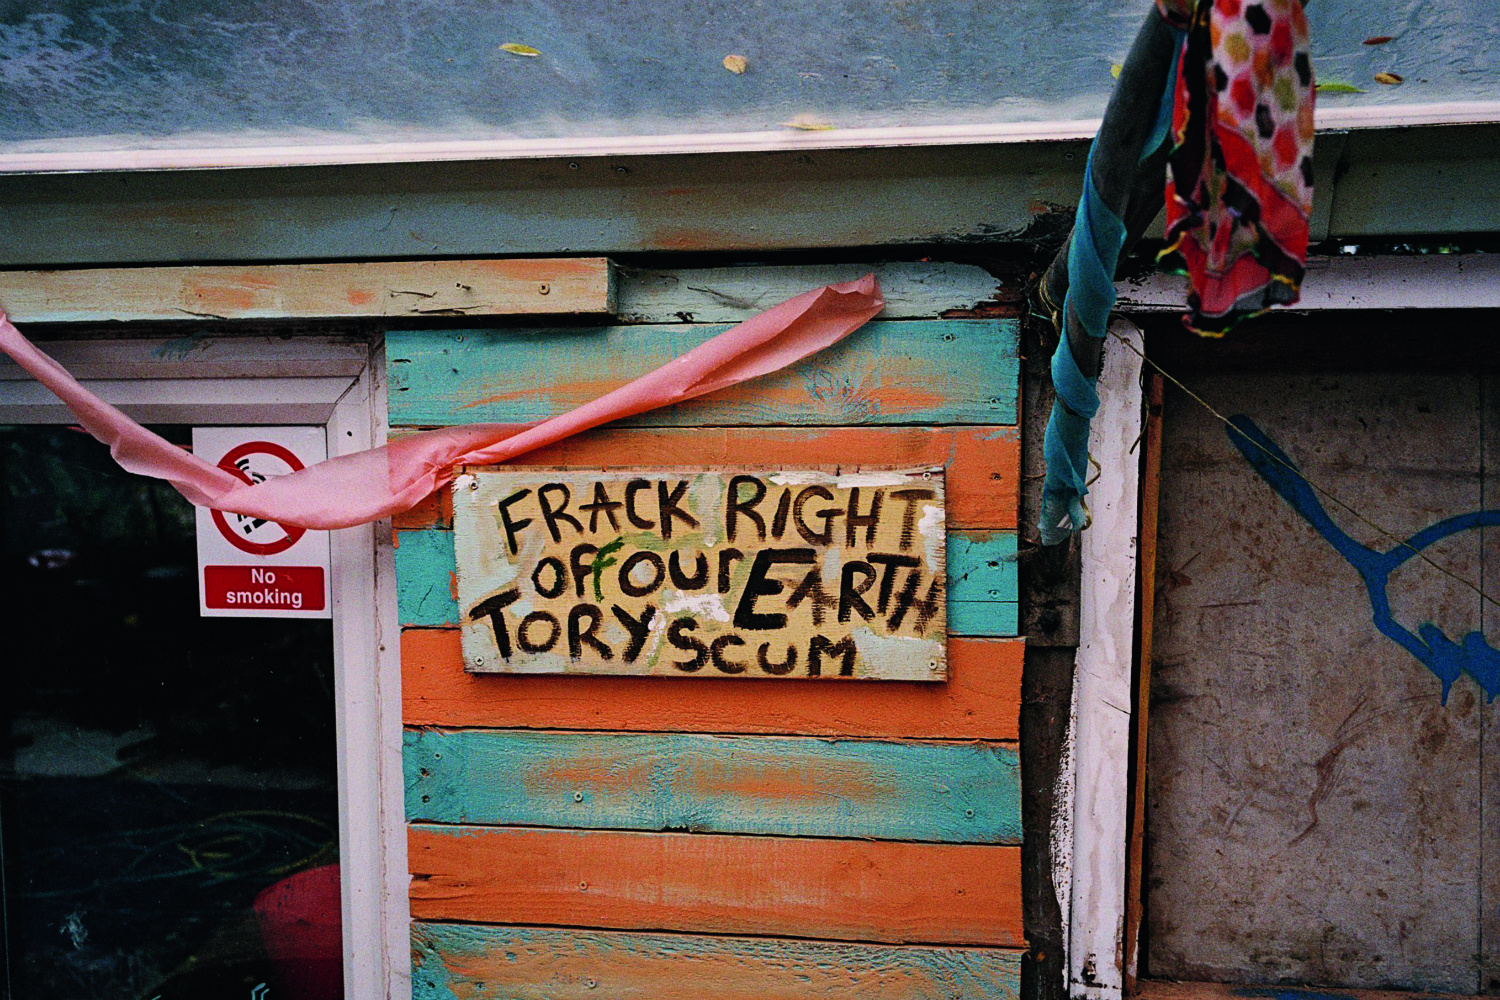 No
smoking
FRACK RIGHT
OFF OUr EARTH
TORY SCUM